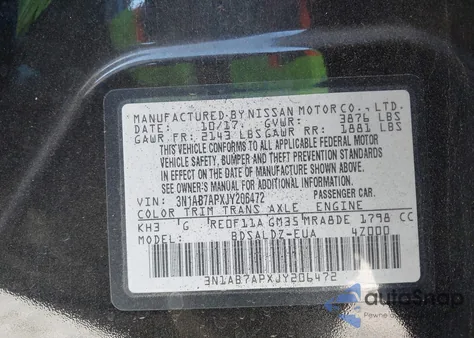 MANUFACTURED BY NISSAN MOTOR CO., LTD.
DATE: 10/17 GVWR: 3876 LBS
GAWR FR: 2143 LBS GAWR RR: 1881 LBS
THIS VEHICLE CONFORMS TO ALL APPLICABLE FEDERAL MOTOR
VEHICLE SAFETY, BUMPER AND THEFT PREVENTION STANDARDS
IN EFFECT ON THE DATE OF MANUFACTURE SHOWN ABOVE.
SEE OWNER'S MANUAL FOR ADDITIONAL INFORMATION.
VIN: 3N1AB7APXJY206472 PASSENGER CAR
COLOR TRIM TRANS AXLE ENGINE
KH3 G RE0F11A GM35 MRA8DE 1798 CC
MODEL: BDSALDZ-EUA 47000
3N1AB7APXJY206472
autoSnap